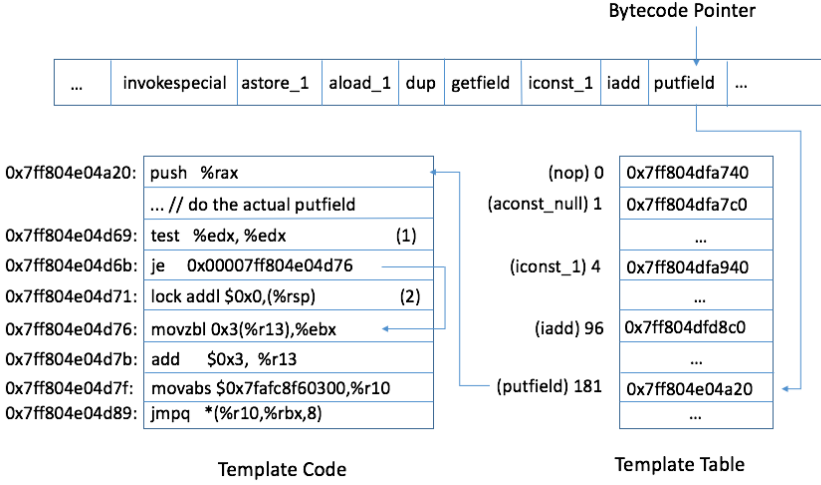 Bytecode Pointer
... invokespecial astore_1 aload_1 dup getfield iconst_1 iadd putfield ...
0x7ff804e04a20: push %rax
... // do the actual putfield
0x7ff804e04d69: test %edx, %edx (1)
0x7ff804e04d6b: je 0x00007ff804e04d76
0x7ff804e04d71: lock addl $0x0,(%rsp) (2)
0x7ff804e04d76: movzbl 0x3(%r13),%ebx
0x7ff804e04d7b: add $0x3, %r13
0x7ff804e04d7f: movabs $0x7fafc8f60300,%r10
0x7ff804e04d89: jmpq *(%r10,%rbx,8)
Template Code
(nop) 0 0x7ff804dfa740
(aconst_null) 1 0x7ff804dfa7c0
...
(iconst_1) 4 0x7ff804dfa940
...
(iadd) 96 0x7ff804dfd8c0
...
(putfield) 181 0x7ff804e04a20
...
Template Table